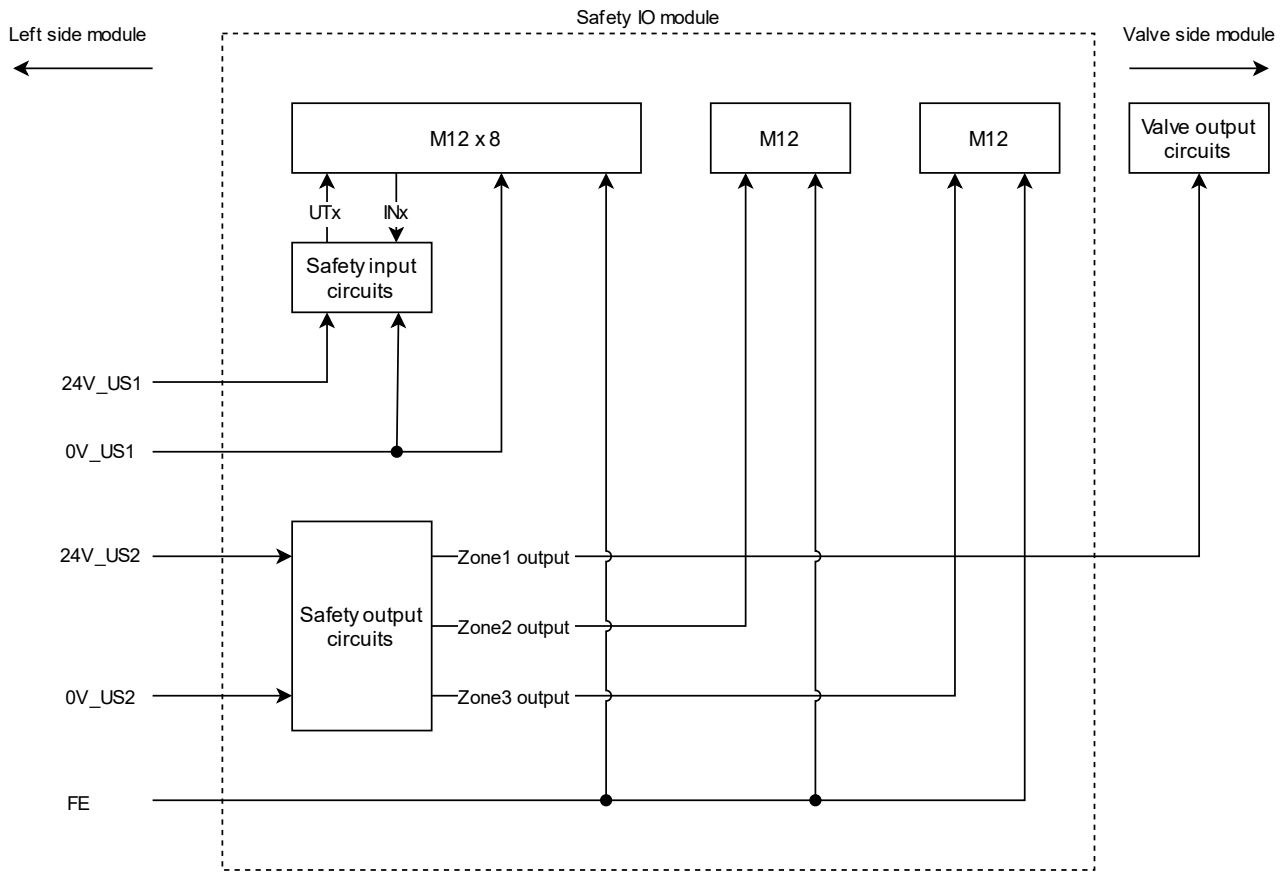 Safety IO module
Left side module
Valve side module
M12 x 8
M12
M12
Valve output
circuits
UTx
INx
Safety input
circuits
24V_US1
0V_US1
24V_US2
Zone1 output
Safety output
circuits
Zone2 output
0V_US2
Zone3 output
FE